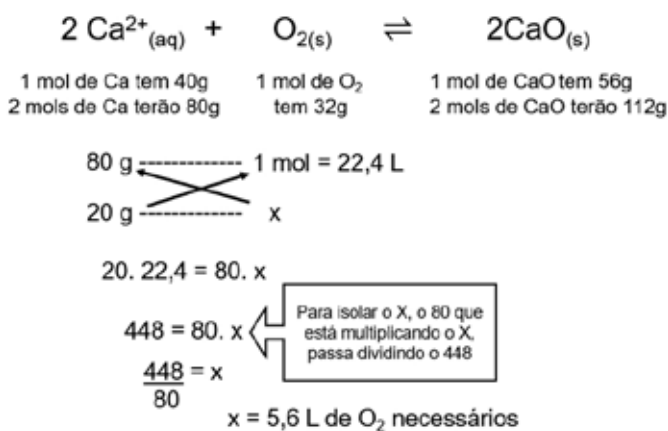 2 Ca²⁺(aq) + O₂(s) ⇌ 2CaO(s)
1 mol de Ca tem 40g 1 mol de O₂ 1 mol de CaO tem 56g
2 mols de Ca terão 80g tem 32g 2 mols de CaO terão 112g
80 g ----------- 1 mol = 22,4 L
20 g ----------- x
20. 22,4 = 80. x
448 = 80. x
448 = x
80
Para isolar o X, o 80 que
está multiplicando o X,
passa dividindo o 448
x = 5,6 L de O₂ necessários